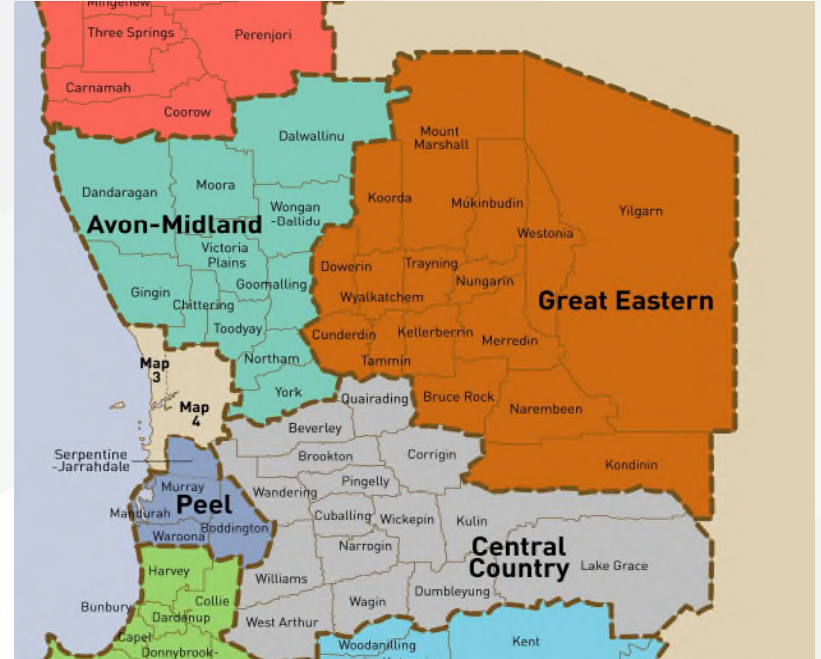 Mingenew
Three Springs
Perenjori
Carnamah
Coorow
Dalwallinu
Mount
Marshall
Dandaragan
Moora
Koorda
Mukinbudin
Wongan
-Ballidu
Yilgarn
Avon-Midland
Westonia
Victoria
Plains
Dowerin
Trayning
Gingin
Goomalling
Nungarin
Chittering
Wyalkatchem
Great Eastern
Toodyay
Cunderdin
Kellerberrin
Merredin
Northam
Tammin
Map
3
York
Quairading
Bruce Rock
Narembeen
Map
4
Beverley
Serpentine
-Jarrahdale
Brookton
Corrigin
Kondinin
Pingelly
Murray
Wandering
Peel
Mandurah
Boddington
Cuballing
Wickepin
Kulin
Waroona
Narrogin
Central
Country
Lake Grace
Harvey
Williams
Dumbleyung
Bunbury
Collie
Wagin
Dardanup
West Arthur
Capel
Donnybrook-
Woodanilling
Kent